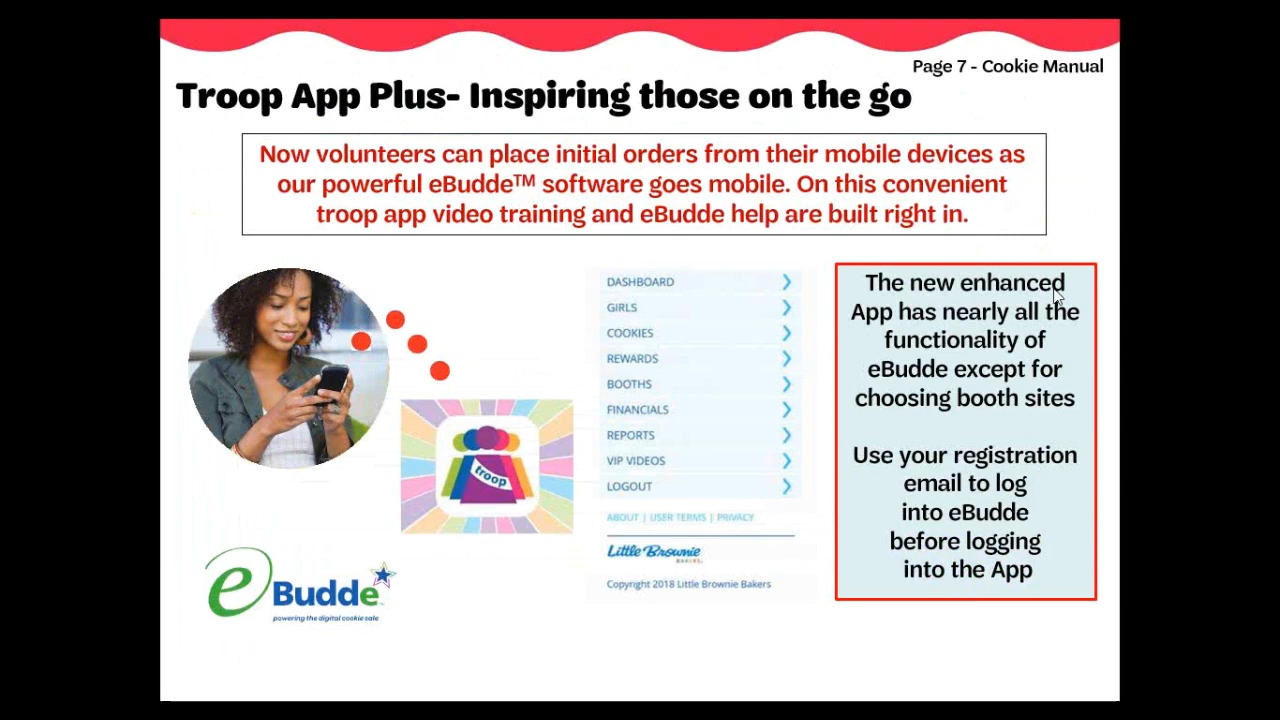 Page 7 - Cookie Manual
Troop App Plus- Inspiring those on the go
Now volunteers can place initial orders from their mobile devices as
our powerful eBudde™ software goes mobile. On this convenient
troop app video training and eBudde help are built right in.
DASHBOARD
GIRLS
COOKIES
REWARDS
BOOTHS
FINANCIALS
REPORTS
VIP VIDEOS
LOGOUT
ABOUT | USER TERMS | PRIVACY
Little Brownie
BAKERS
Copyright 2018 Little Brownie Bakers
The new enhanced
App has nearly all the
functionality of
eBudde except for
choosing booth sites
Use your registration
email to log
into eBudde
before logging
into the App
troop
eBudde™
powering the digital cookie sale